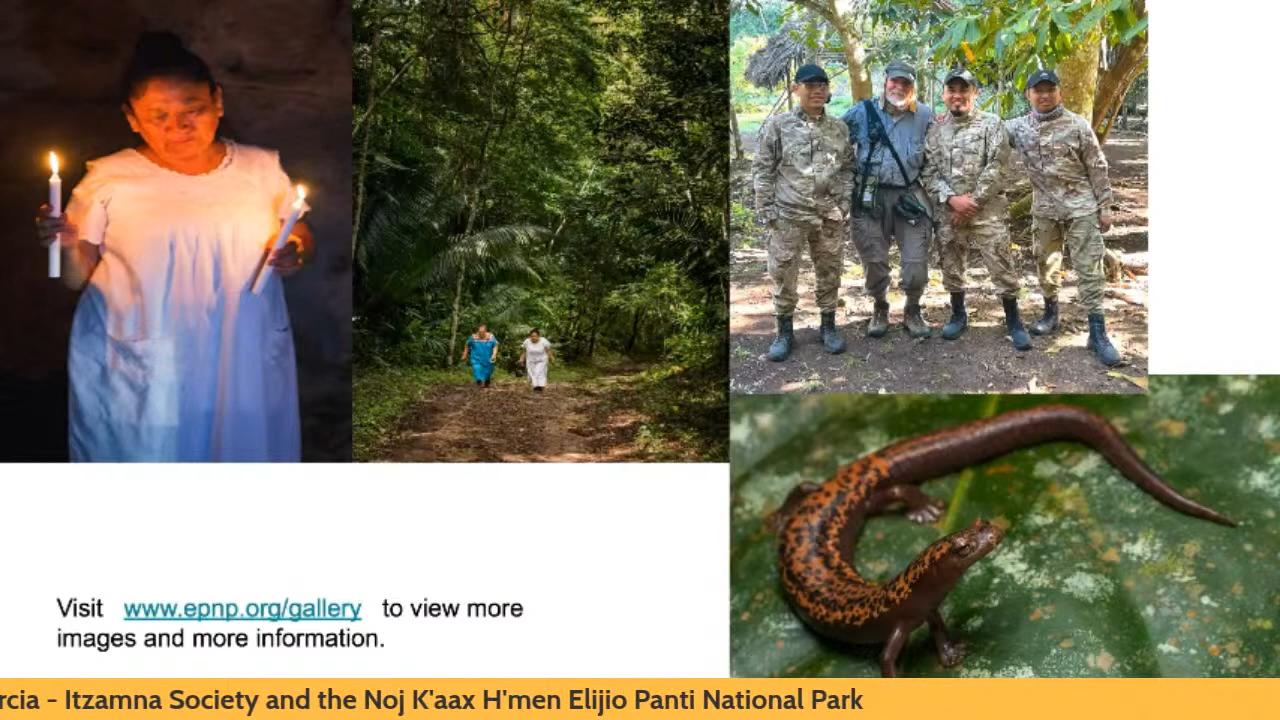 Visit www.epnp.org/gallery to view more
images and more information.
rcia - Itzamna Society and the Noj K'aax H'men Elijio Panti National Park